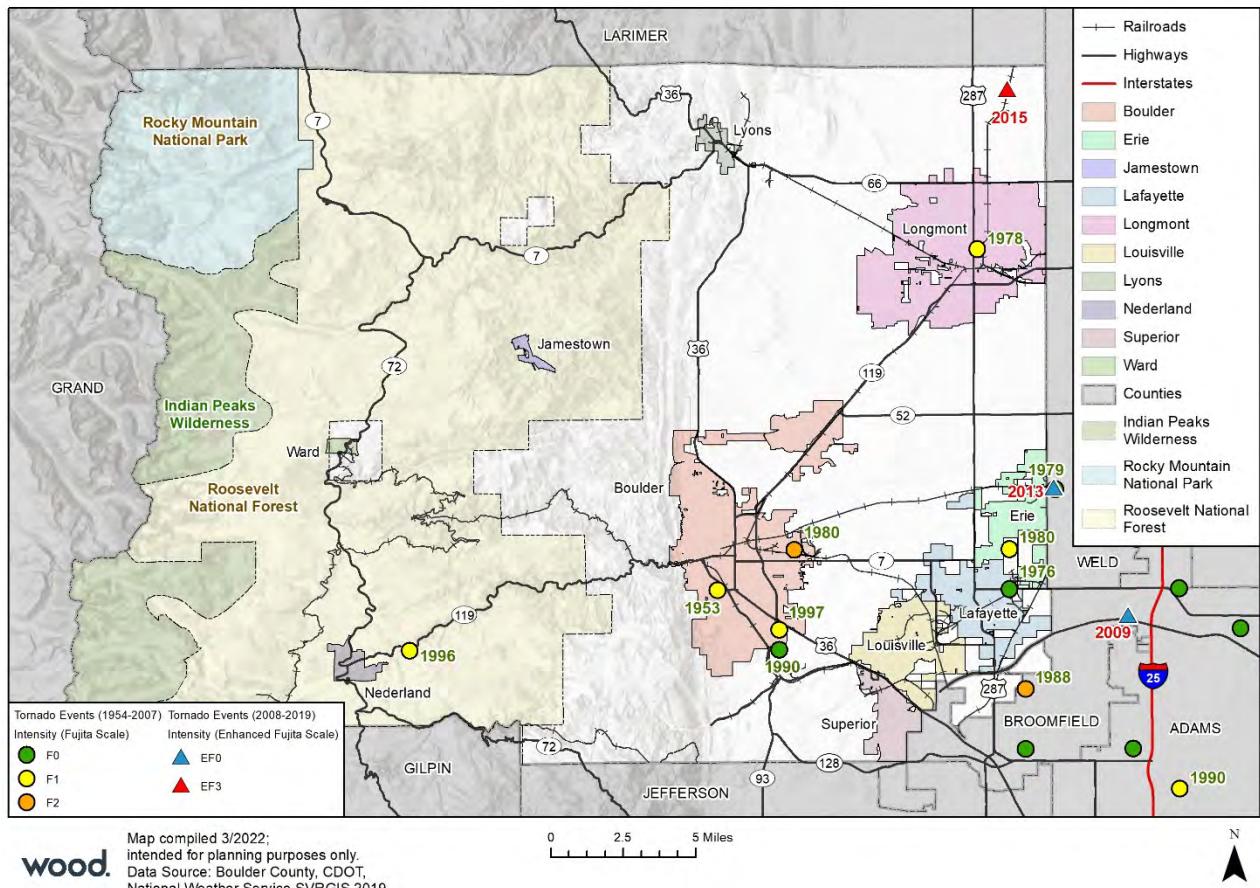 LARIMER
Rocky Mountain
National Park
7
36
Lyons
287
2015
66
Longmont
1978
7
Jamestown
36
72
119
GRAND
Indian Peaks
Wilderness
52
Ward
Boulder
1979
2013
Roosevelt
National Forest
Erie
1980
1980
7
1976
WELD
1953
1997
Lafayette
119
36
2009
1996
1990
Louisville
Nederland
287
1988
25
Superior
BROOMFIELD
ADAMS
72
GILPIN
128
93
JEFFERSON
1990
Railroads
Highways
Interstates
Boulder
Erie
Jamestown
Lafayette
Longmont
Louisville
Lyons
Nederland
Superior
Ward
Counties
Indian Peaks
Wilderness
Rocky Mountain
National Park
Roosevelt National
Forest
Tornado Events (1954-2007) Tornado Events (2008-2019)
Intensity (Fujita Scale) Intensity (Enhanced Fujita Scale)
F0 EF0
F1 EF3
F2
wood.
Map compiled 3/2022;
intended for planning purposes only.
Data Source: Boulder County, CDOT,
National Weather Service SVRGIS 2019
0 2.5 5 Miles
N